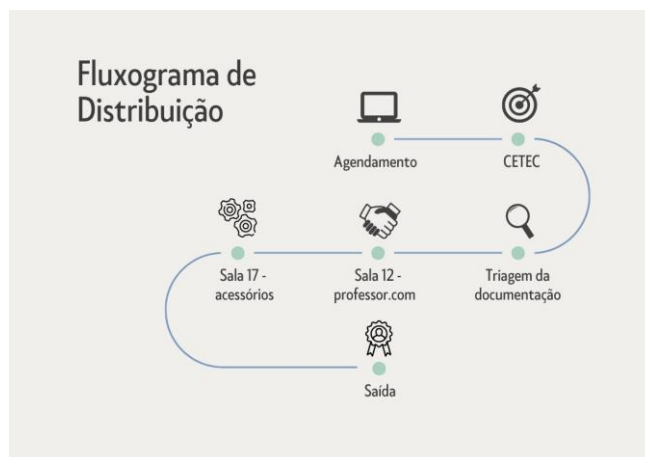 Fluxograma de
Distribuição
Agendamento
CETEC
Sala 17 -
acessórios
Sala 12 -
professor.com
Triagem da
documentação
Saída